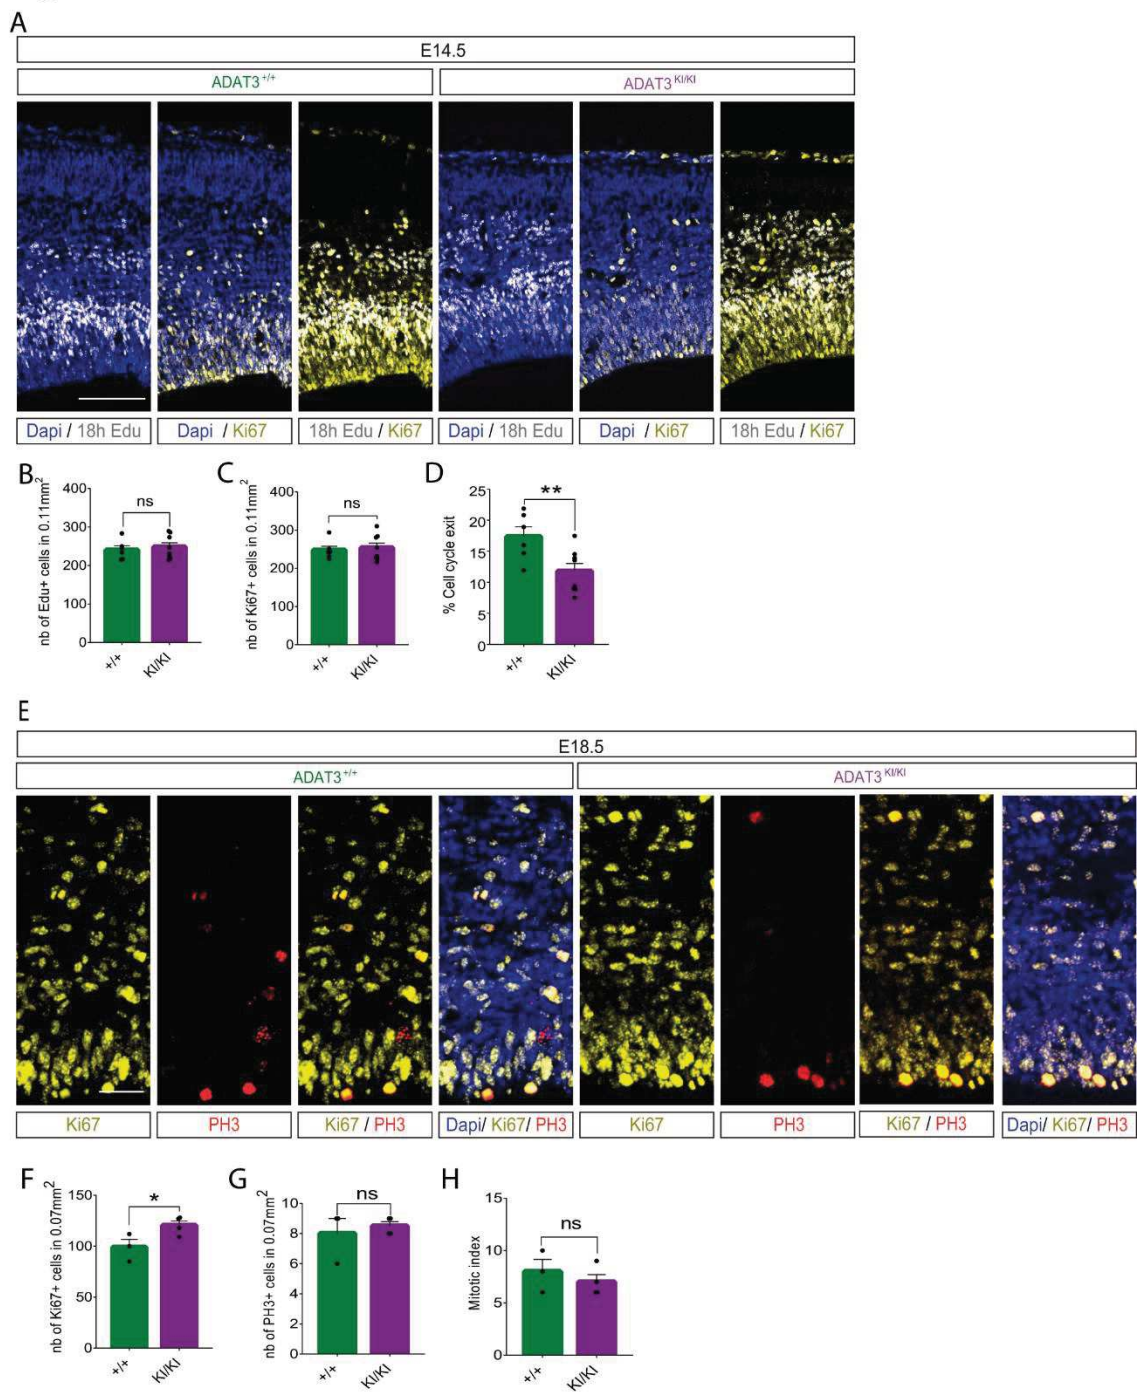 A
E14.5
ADAT3+/+ ADAT3KI/KI
Dapi / 18h Edu Dapi / Ki67 18h Edu / Ki67 Dapi / 18h Edu Dapi / Ki67 18h Edu / Ki67
B
nb of Edu+ cells in 0.11mm2
400
300
200
100
0
ns
+/+ KI/KI
C
nb of Ki67+ cells in 0.11mm2
400
300
200
100
0
ns
+/+ KI/KI
D
% Cell cycle exit
25
20
15
10
5
0
**
+/+ KI/KI
E
E18.5
ADAT3+/+ ADAT3KI/KI
Ki67 PH3 Ki67 / PH3 Dapi/ Ki67/ PH3 Ki67 PH3 Ki67 / PH3 Dapi/ Ki67/ PH3
F
nb of Ki67+ cells in 0.07mm2
150
100
50
0
*
+/+ KI/KI
G
nb of PH3+ cells in 0.07mm2
10
8
6
4
2
0
ns
+/+ KI/KI
H
Mitotic index
15
10
5
0
ns
+/+ KI/KI